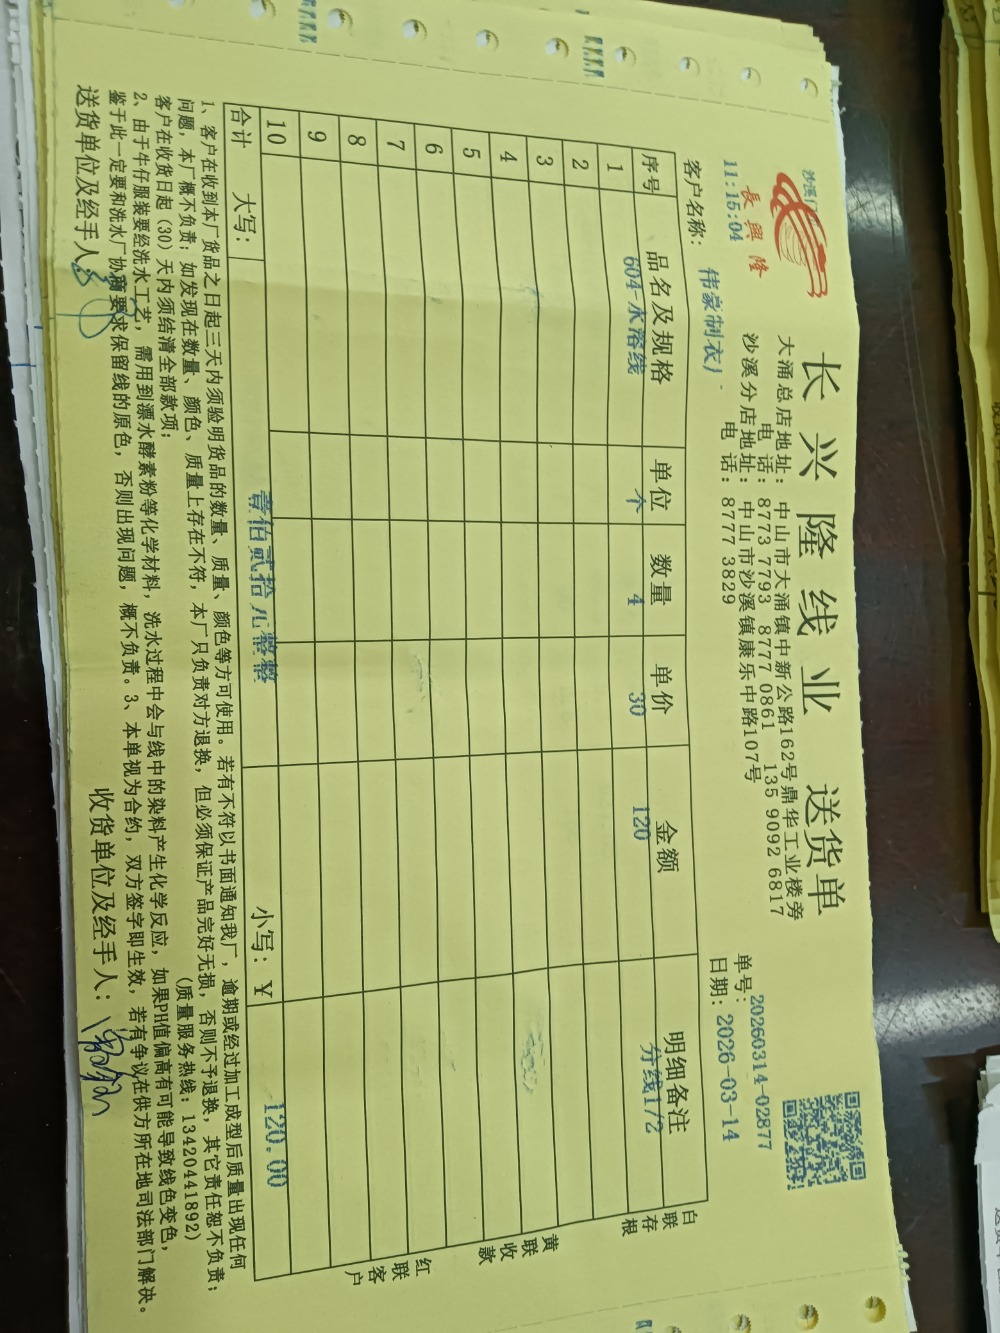 長興隆
长兴隆线业 送货单
大涌总店地址：中山市大涌镇中新公路162号鼎华工业楼旁
电话：8773 7793 8777 0861 135 9092 6817
沙溪分店地址：中山市沙溪镇康乐中路107号
电话：8777 3829
11:15:04
单号：20260314-02877
日期：2026-03-14
客户名称：伟豪制衣厂
序号 品名及规格 单位 数量 单价 金额 明细备注
1 604-水溶线 个 4 30 120 分线1/2
2
3
4
5
6
7
8
9
10
合计 大写：壹佰贰拾元整整 小写：￥ 120.00
白联存根
黄联收款
红联客户
1、客户在收到本厂货品之日起三天内须验明货品的数量、质量、颜色等方可使用。若有不符以书面通知我厂，逾期或经过加工成型后质量出现任何
问题，本厂概不负责；如发现在数量、颜色、质量上存在不符，本厂只负责对方退换，但必须保证产品完好无损，否则不予退换，其它责任恕不负责；
客户在收货日起（30）天内须结清全部款项； （质量服务热线：13420441892）
2、由于牛仔服装要经洗水工艺，需用到漂水酵素粉等化学材料，洗水过程中会与线中的染料产生化学反应，如果PH值偏高有可能导致线色变色，
鉴于此一定要和洗水厂协商要求保留线的原色，否则出现问题，概不负责。3、本单视为合约，双方签字即生效，若有争议在供方所在地司法部门解决。
送货单位及经手人： 收货单位及经手人：